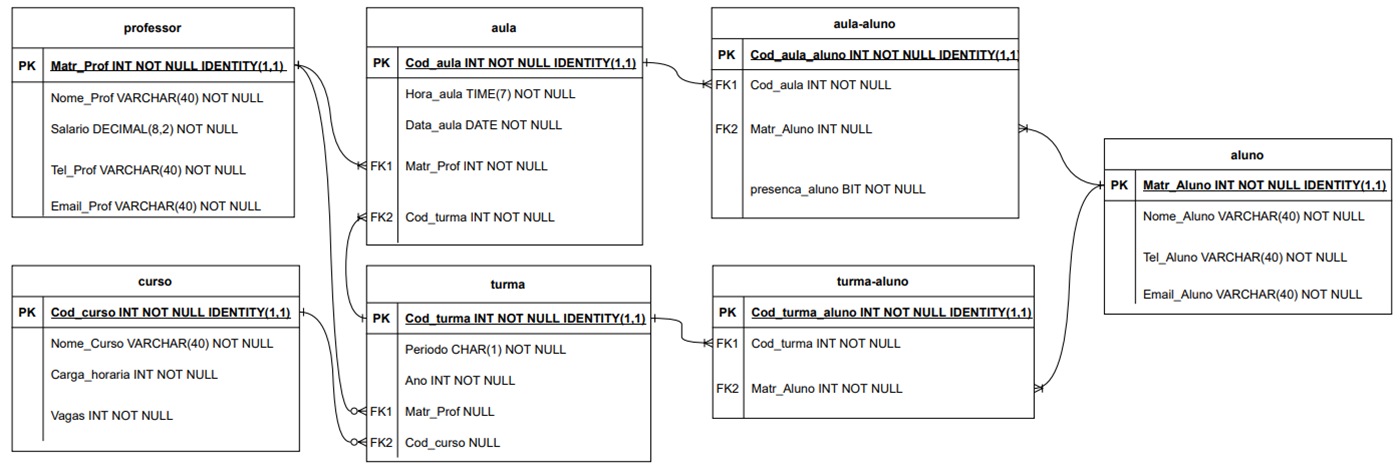 professor
PK Matr_Prof INT NOT NULL IDENTITY(1,1)
Nome_Prof VARCHAR(40) NOT NULL
Salario DECIMAL(8,2) NOT NULL
Tel_Prof VARCHAR(40) NOT NULL
Email_Prof VARCHAR(40) NOT NULL
aula
PK Cod_aula INT NOT NULL IDENTITY(1,1)
Hora_aula TIME(7) NOT NULL
Data_aula DATE NOT NULL
FK1 Matr_Prof INT NOT NULL
FK2 Cod_turma INT NOT NULL
aula-aluno
PK Cod_aula_aluno INT NOT NULL IDENTITY(1,1)
FK1 Cod_aula INT NOT NULL
FK2 Matr_Aluno INT NULL
presenca_aluno BIT NOT NULL
aluno
PK Matr_Aluno INT NOT NULL IDENTITY(1,1)
Nome_Aluno VARCHAR(40) NOT NULL
Tel_Aluno VARCHAR(40) NOT NULL
Email_Aluno VARCHAR(40) NOT NULL
curso
PK Cod_curso INT NOT NULL IDENTITY(1,1)
Nome_Curso VARCHAR(40) NOT NULL
Carga_horaria INT NOT NULL
Vagas INT NOT NULL
turma
PK Cod_turma INT NOT NULL IDENTITY(1,1)
Periodo CHAR(1) NOT NULL
Ano INT NOT NULL
FK1 Matr_Prof NULL
FK2 Cod_curso NULL
turma-aluno
PK Cod_turma_aluno INT NOT NULL IDENTITY(1,1)
FK1 Cod_turma INT NOT NULL
FK2 Matr_Aluno INT NOT NULL